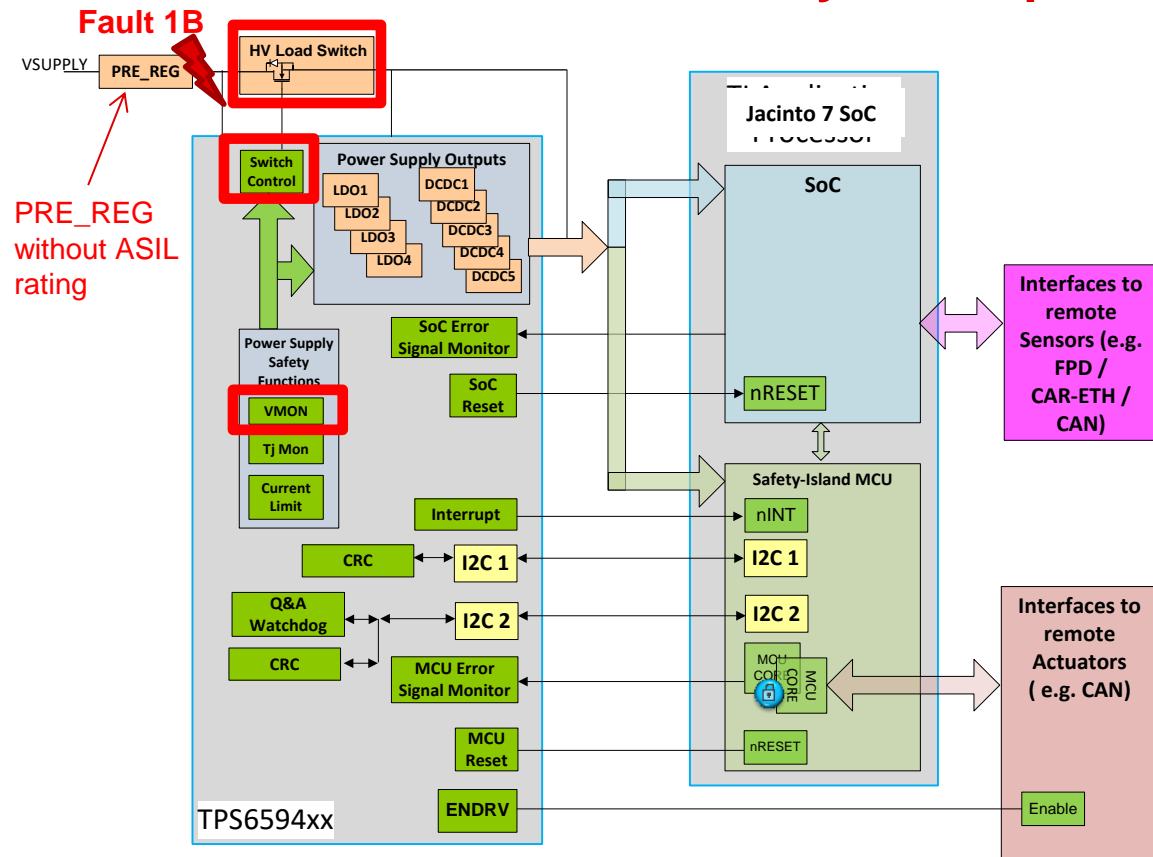 Fault 1B
VSUPPLY
PRE_REG
HV Load Switch
PRE_REG
without ASIL
rating
Switch
Control
Power Supply Outputs
LDO1
LDO2
LDO3
LDO4
DCDC1
DCDC2
DCDC3
DCDC4
DCDC5
Power Supply
Safety
Functions
VMON
Tj Mon
Current
Limit
SoC Error
Signal Monitor
SoC
Reset
Interrupt
CRC
I2C 1
Q&A
Watchdog
I2C 2
CRC
MCU Error
Signal Monitor
MCU
Reset
ENDRV
TPS6594xx
Jacinto 7 SoC
SoC
nRESET
Safety-Island MCU
nINT
I2C 1
I2C 2
MCU
CORE
MCU
CORE
nRESET
Interfaces to
remote
Sensors (e.g.
FPD /
CAR-ETH /
CAN)
Interfaces to
remote
Actuators
( e.g. CAN)
Enable